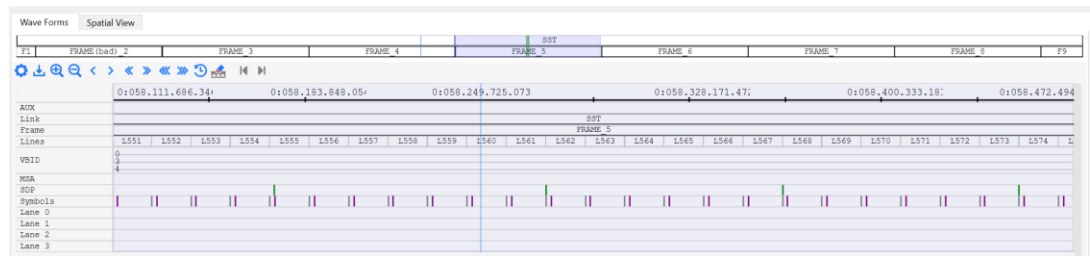 Wave Forms Spatial View
SST
F1 FRAME(bad)_2 FRAME_3 FRAME_4 FRAME_5 FRAME_6 FRAME_7 FRAME_8 F9
0:058.111.686.34 0:058.183.848.05 0:058.249.725.073 0:058.328.171.47 0:058.400.333.18 0:058.472.494
AUX
Link SST
Frame FRAME_5
Lines L551 L552 L553 L554 L555 L556 L557 L558 L559 L560 L561 L562 L563 L564 L565 L566 L567 L568 L569 L570 L571 L572 L573 L574 L
VBID 0 3 4
MSA
SDP
Symbols
Lane 0
Lane 1
Lane 2
Lane 3